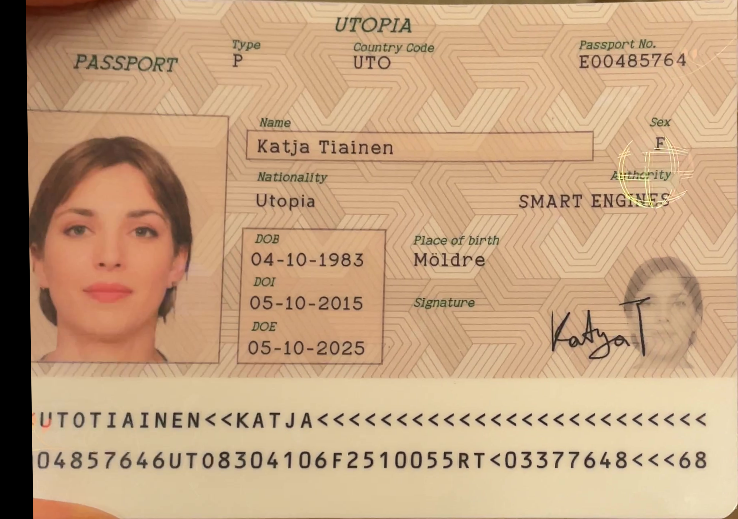 UTOPIA
PASSPORT
Type
P
Country Code
UTO
Passport No.
E00485764
Name
Katja Tiainen
Sex
F
Nationality
Utopia
Authority
SMART ENGINES
DOB
04-10-1983
Place of birth
Möldre
DOI
05-10-2015
Signature
Katya T
DOE
05-10-2025
UTOTIAINEN<<KATJA<<<<<<<<<<<<<<<<<<<<<<<<<
04857646UTO8304106F2510055RT<03377648<<<68